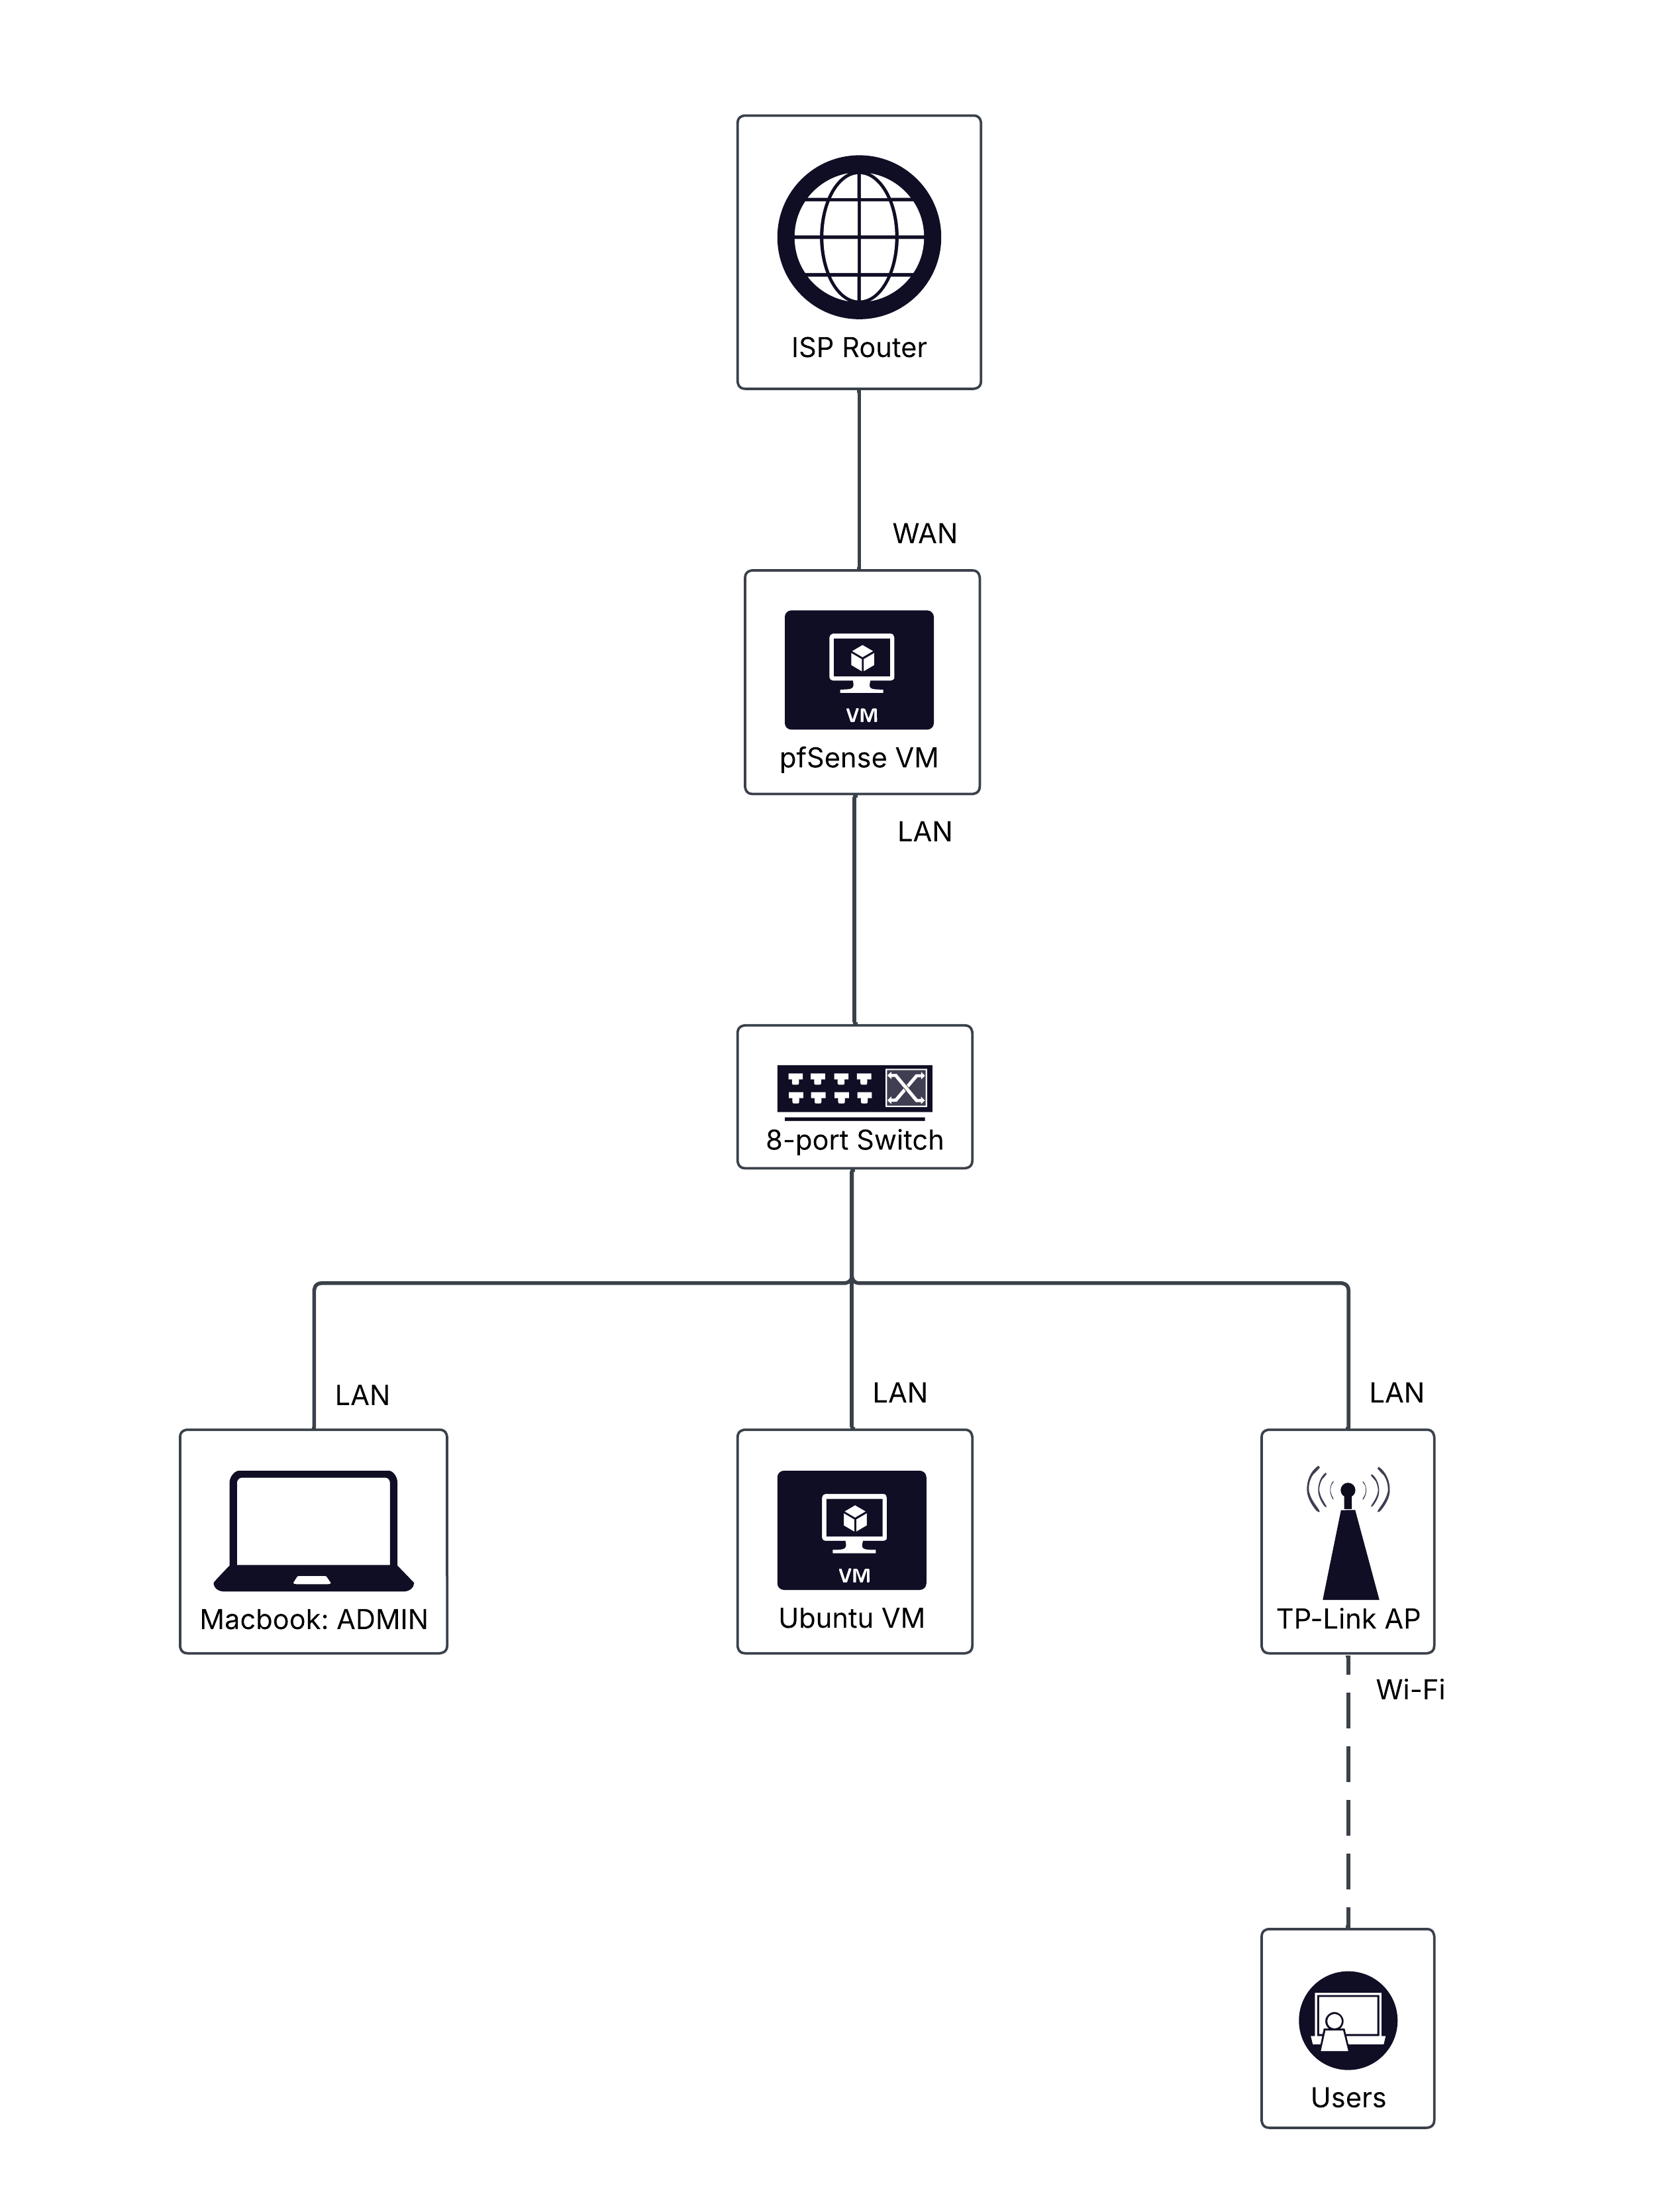 ISP Router
WAN
VM
pfSense VM
LAN
8-port Switch
LAN
LAN
LAN
VM
Macbook: ADMIN
Ubuntu VM
TP-Link AP
Wi-Fi
Users